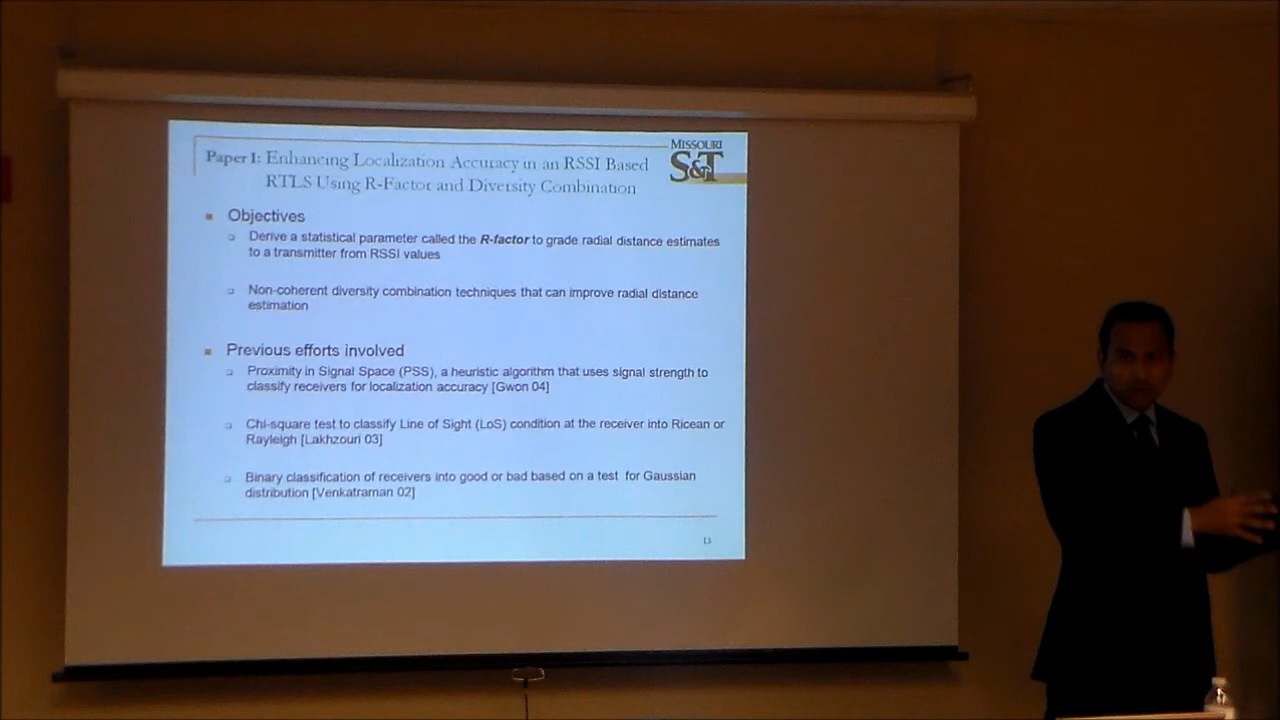 MISSOURI
S&T
Paper 1: Enhancing Localization Accuracy in an RSSI Based
RTLS Using R-Factor and Diversity Combination
Objectives
Derive a statistical parameter called the R-factor to grade radial distance estimates
to a transmitter from RSSI values
Non-coherent diversity combination techniques that can improve radial distance
estimation
Previous efforts involved
Proximity in Signal Space (PSS), a heuristic algorithm that uses signal strength to
classify receivers for localization accuracy [Gwon 04]
Chi-square test to classify Line of Sight (LoS) condition at the receiver into Ricean or
Rayleigh [Lakhzouri 03]
Binary classification of receivers into good or bad based on a test for Gaussian
distribution [Venkatraman 02]
13